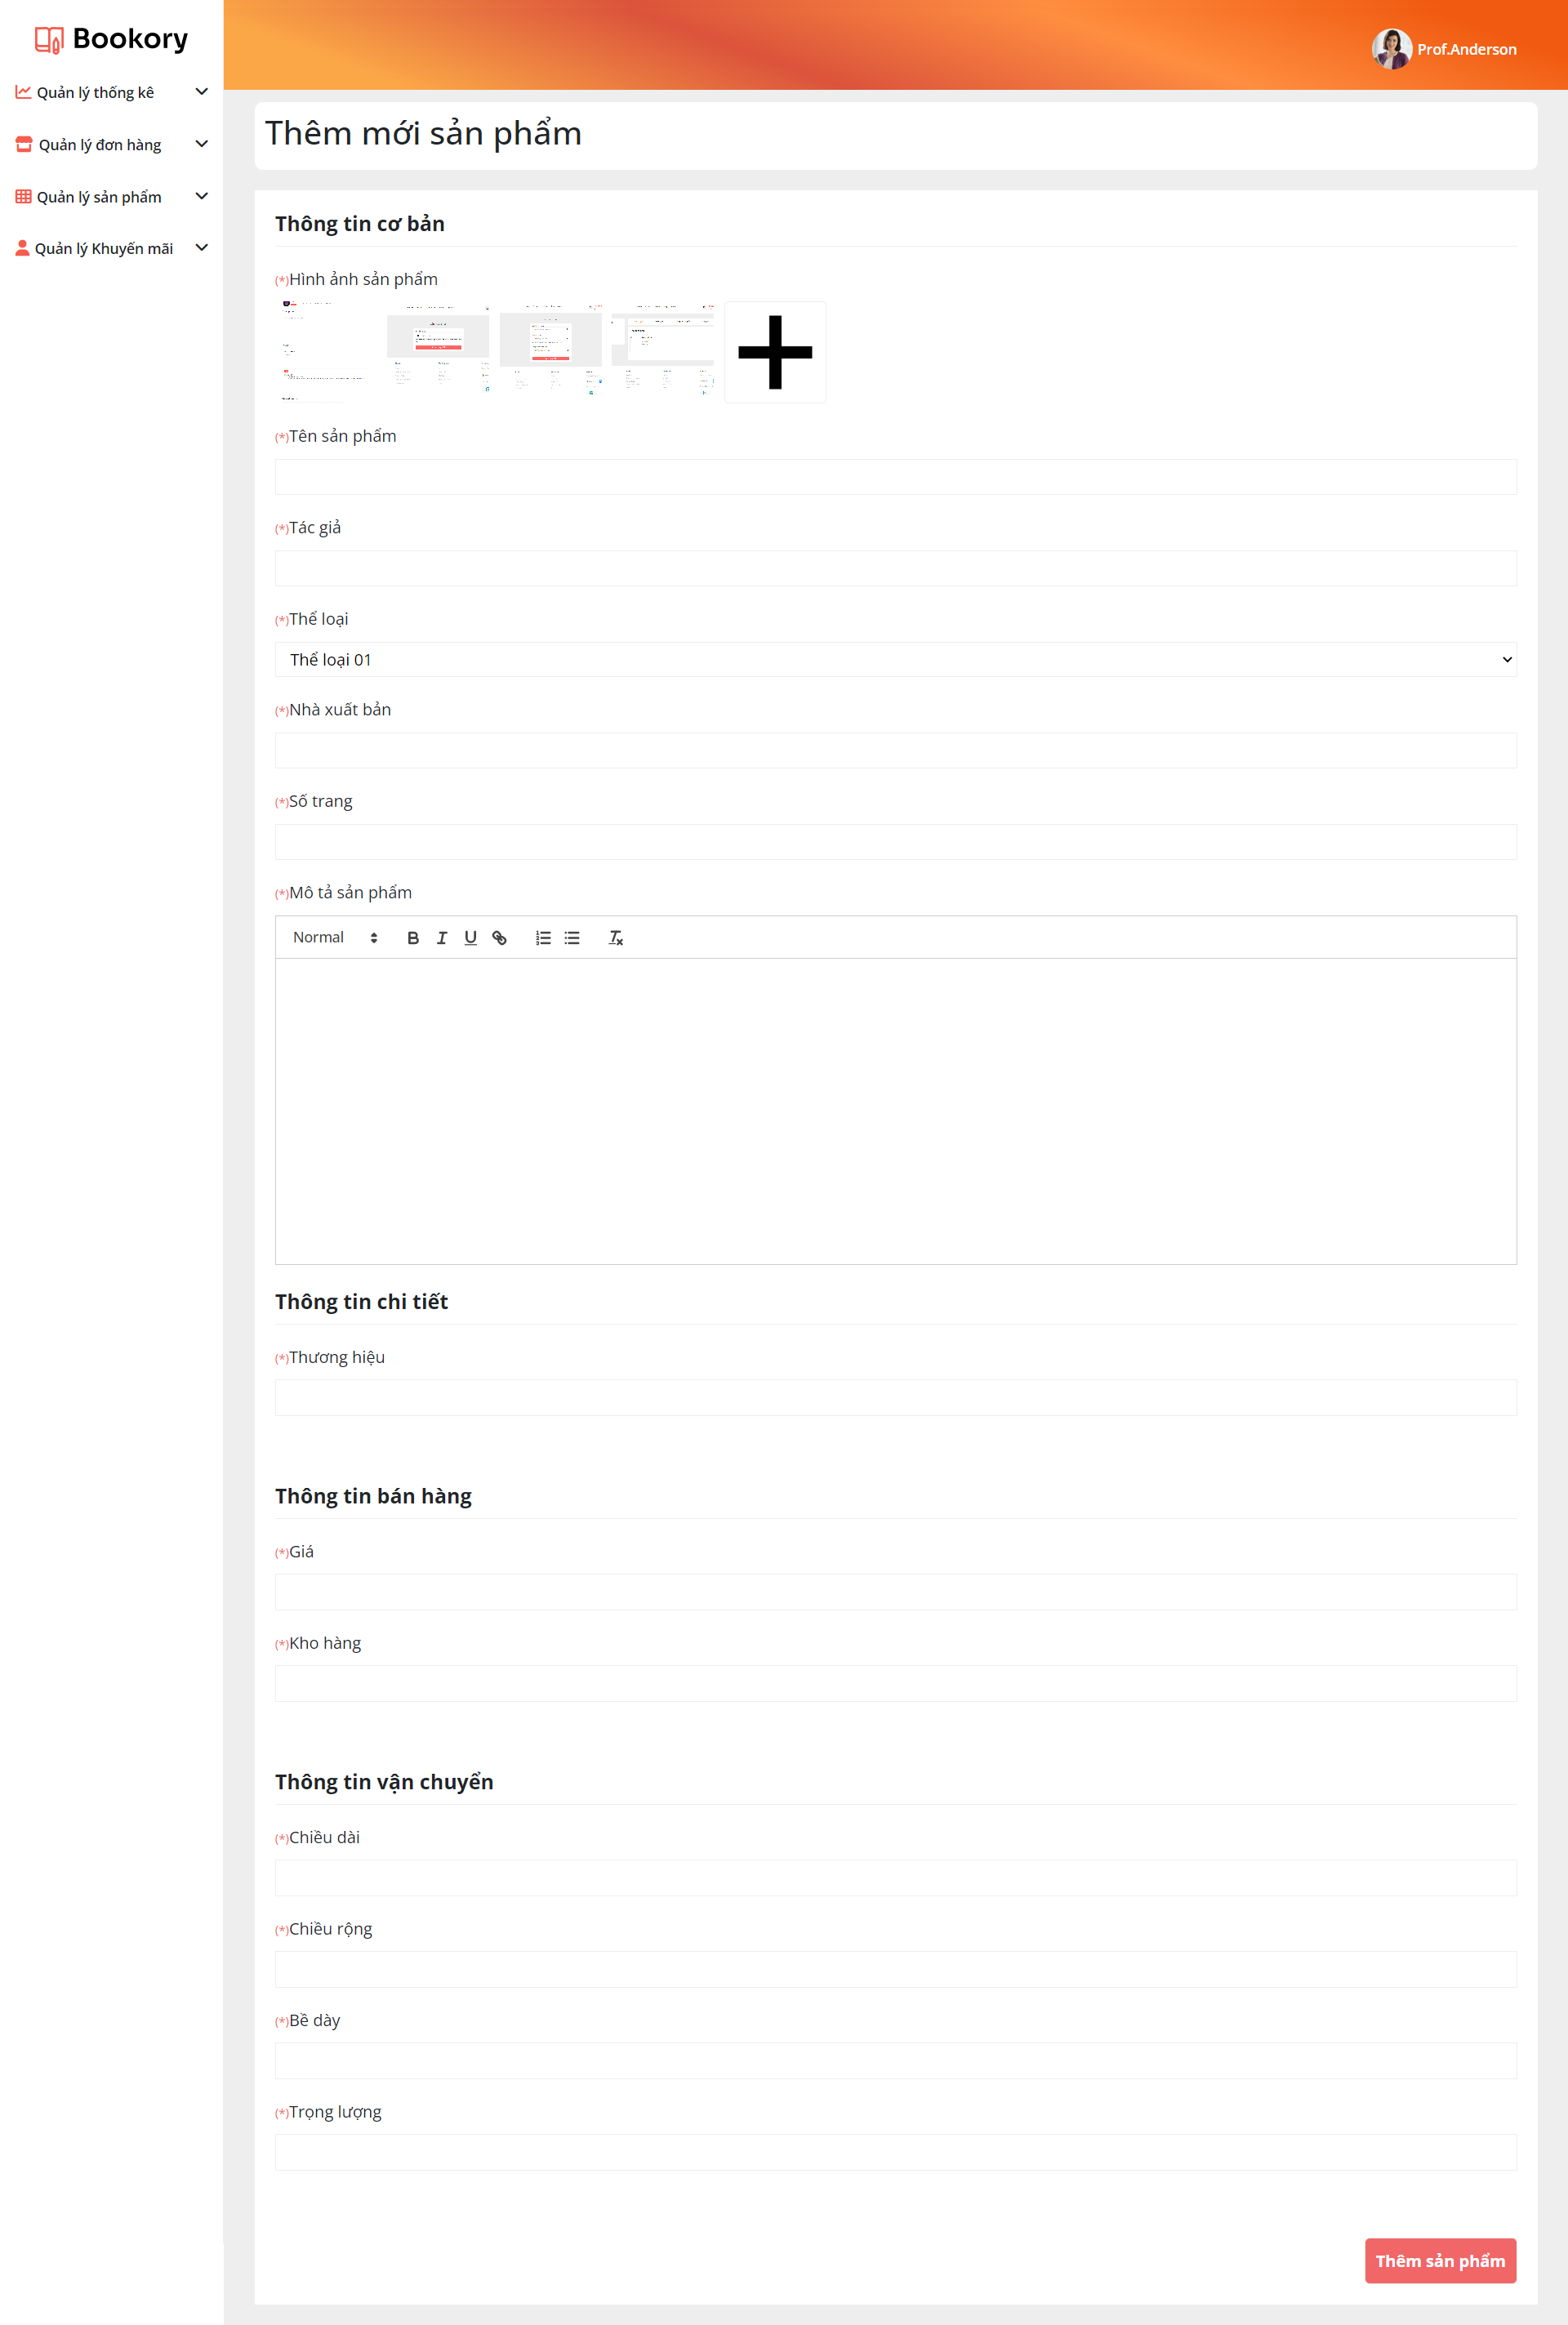 Bookory
Prof.Anderson
Quản lý thống kê
Quản lý đơn hàng
Quản lý sản phẩm
Quản lý Khuyến mãi
Thêm mới sản phẩm
Thông tin cơ bản
(*)Hình ảnh sản phẩm
(*)Tên sản phẩm
(*)Tác giả
(*)Thể loại
Thể loại 01
(*)Nhà xuất bản
(*)Số trang
(*)Mô tả sản phẩm
Normal
Thông tin chi tiết
(*)Thương hiệu
Thông tin bán hàng
(*)Giá
(*)Kho hàng
Thông tin vận chuyển
(*)Chiều dài
(*)Chiều rộng
(*)Bề dày
(*)Trọng lượng
Thêm sản phẩm